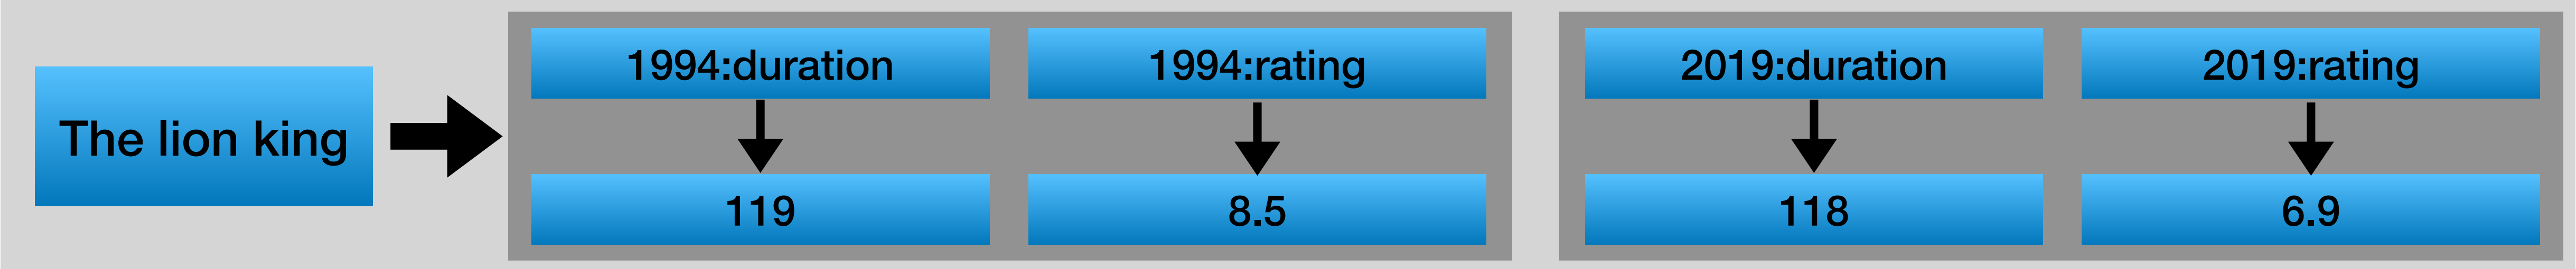 The lion king
1994:duration
119
1994:rating
8.5
2019:duration
118
2019:rating
6.9